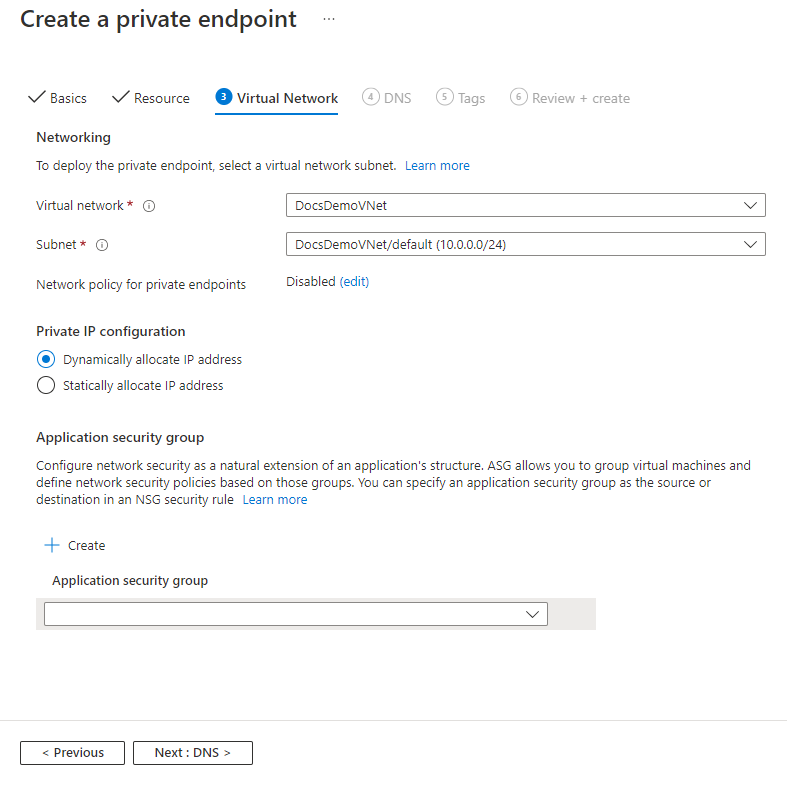 Create a private endpoint ...
Basics Resource 3 Virtual Network 4 DNS 5 Tags 6 Review + create
Networking
To deploy the private endpoint, select a virtual network subnet. Learn more
Virtual network * DocsDemoVNet
Subnet * DocsDemoVNet/default (10.0.0.0/24)
Network policy for private endpoints Disabled (edit)
Private IP configuration
Dynamically allocate IP address
Statically allocate IP address
Application security group
Configure network security as a natural extension of an application's structure. ASG allows you to group virtual machines and
define network security policies based on those groups. You can specify an application security group as the source or
destination in an NSG security rule Learn more
+ Create
Application security group
< Previous Next : DNS >